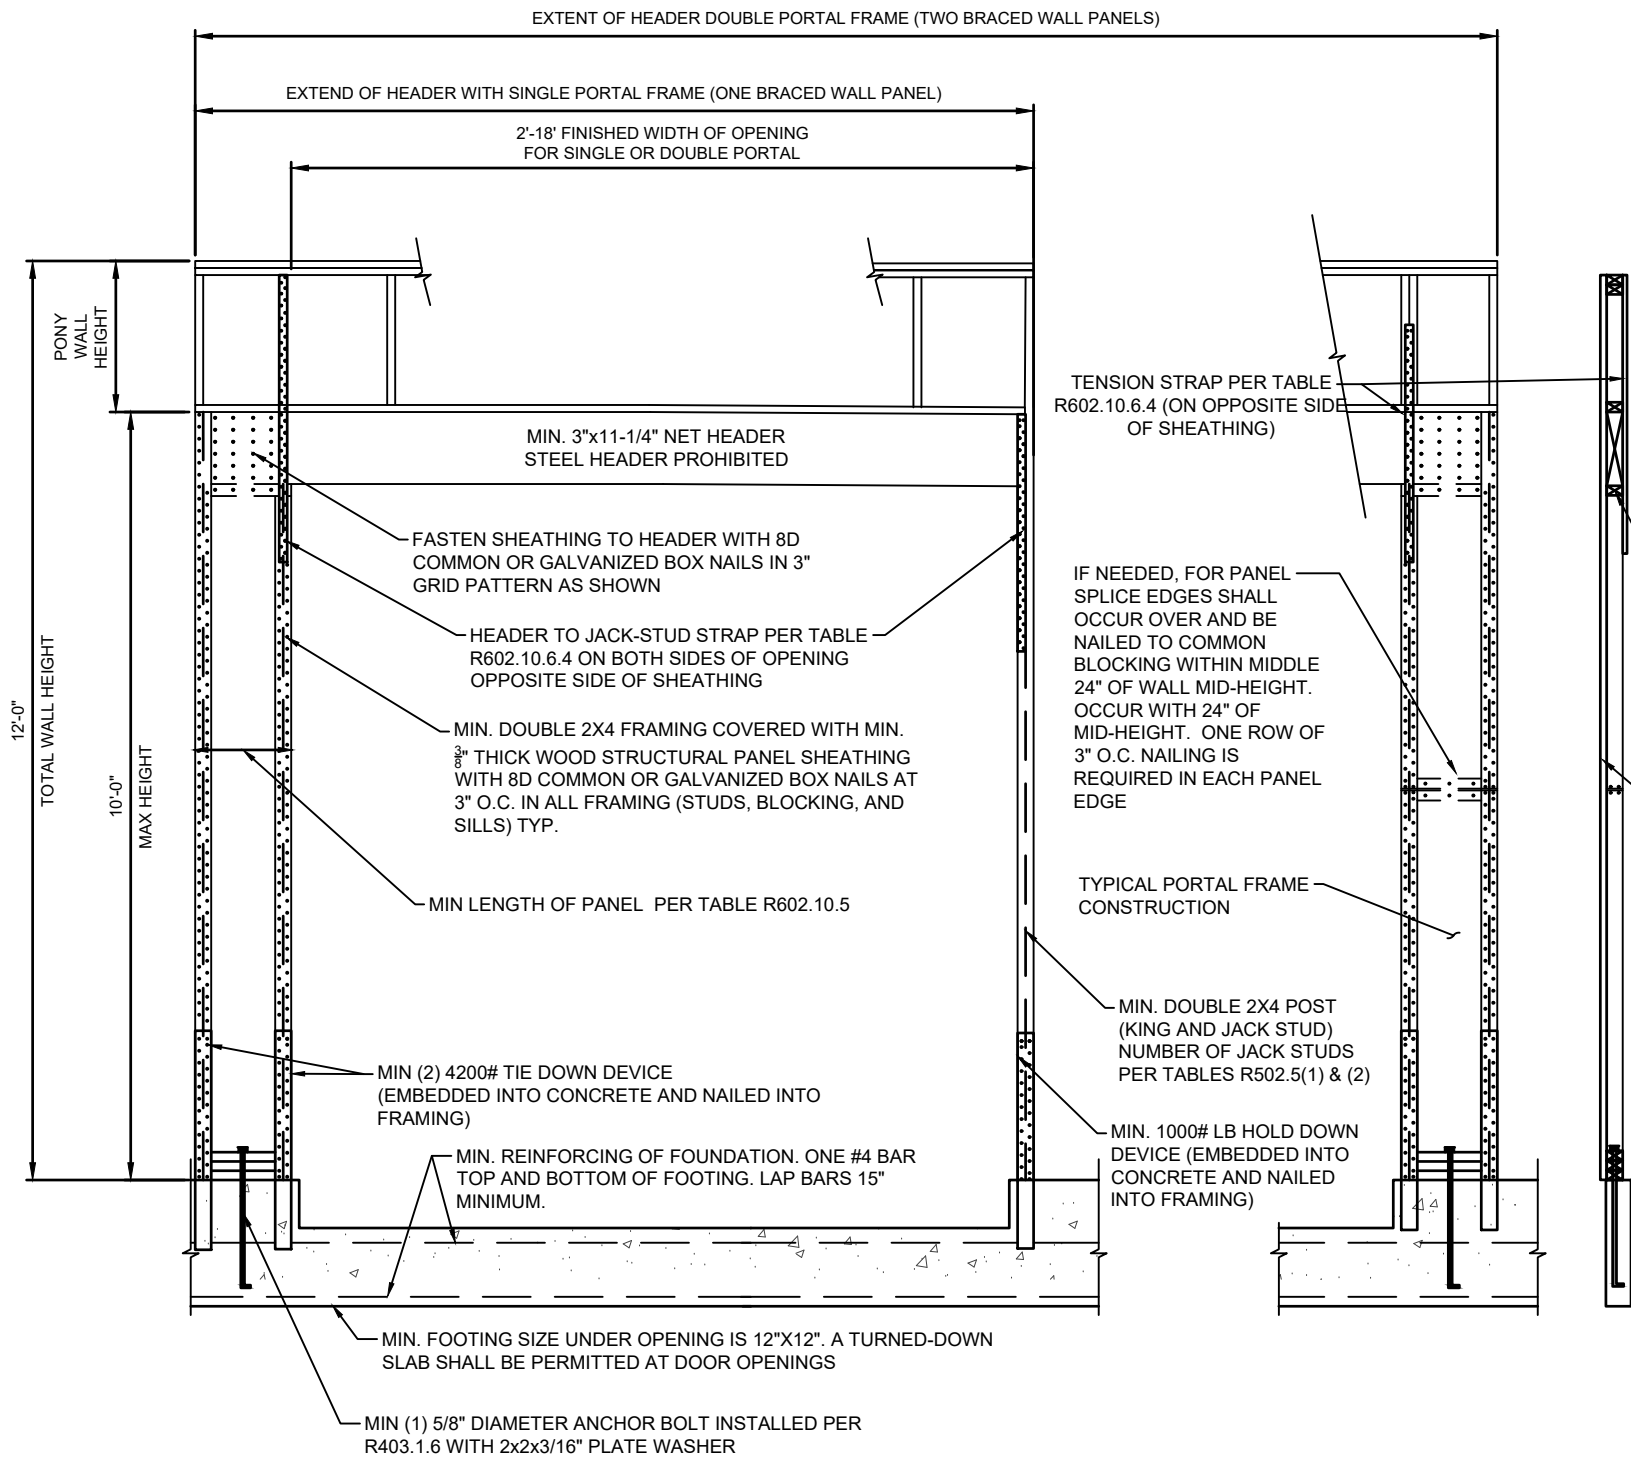 EXTENT OF HEADER DOUBLE PORTAL FRAME (TWO BRACED WALL PANELS)
EXTEND OF HEADER WITH SINGLE PORTAL FRAME (ONE BRACED WALL PANEL)
2'-18' FINISHED WIDTH OF OPENING
FOR SINGLE OR DOUBLE PORTAL
PONY
WALL
HEIGHT
12'-0"
TOTAL WALL HEIGHT
10'-0"
MAX HEIGHT
MIN. 3"x11-1/4" NET HEADER
STEEL HEADER PROHIBITED
TENSION STRAP PER TABLE
R602.10.6.4 (ON OPPOSITE SIDE
OF SHEATHING)
FASTEN SHEATHING TO HEADER WITH 8D
COMMON OR GALVANIZED BOX NAILS IN 3"
GRID PATTERN AS SHOWN
HEADER TO JACK-STUD STRAP PER TABLE
R602.10.6.4 ON BOTH SIDES OF OPENING
OPPOSITE SIDE OF SHEATHING
MIN. DOUBLE 2X4 FRAMING COVERED WITH MIN.
3/8" THICK WOOD STRUCTURAL PANEL SHEATHING
WITH 8D COMMON OR GALVANIZED BOX NAILS AT
3" O.C. IN ALL FRAMING (STUDS, BLOCKING, AND
SILLS) TYP.
MIN LENGTH OF PANEL PER TABLE R602.10.5
IF NEEDED, FOR PANEL
SPLICE EDGES SHALL
OCCUR OVER AND BE
NAILED TO COMMON
BLOCKING WITHIN MIDDLE
24" OF WALL MID-HEIGHT.
OCCUR WITH 24" OF
MID-HEIGHT. ONE ROW OF
3" O.C. NAILING IS
REQUIRED IN EACH PANEL
EDGE
TYPICAL PORTAL FRAME
CONSTRUCTION
MIN. DOUBLE 2X4 POST
(KING AND JACK STUD)
NUMBER OF JACK STUDS
PER TABLES R502.5(1) & (2)
MIN (2) 4200# TIE DOWN DEVICE
(EMBEDDED INTO CONCRETE AND NAILED INTO
FRAMING)
MIN. 1000# LB HOLD DOWN
DEVICE (EMBEDDED INTO
CONCRETE AND NAILED
INTO FRAMING)
MIN. REINFORCING OF FOUNDATION. ONE #4 BAR
TOP AND BOTTOM OF FOOTING. LAP BARS 15"
MINIMUM.
MIN. FOOTING SIZE UNDER OPENING IS 12"X12". A TURNED-DOWN
SLAB SHALL BE PERMITTED AT DOOR OPENINGS
MIN (1) 5/8" DIAMETER ANCHOR BOLT INSTALLED PER
R403.1.6 WITH 2x2x3/16" PLATE WASHER